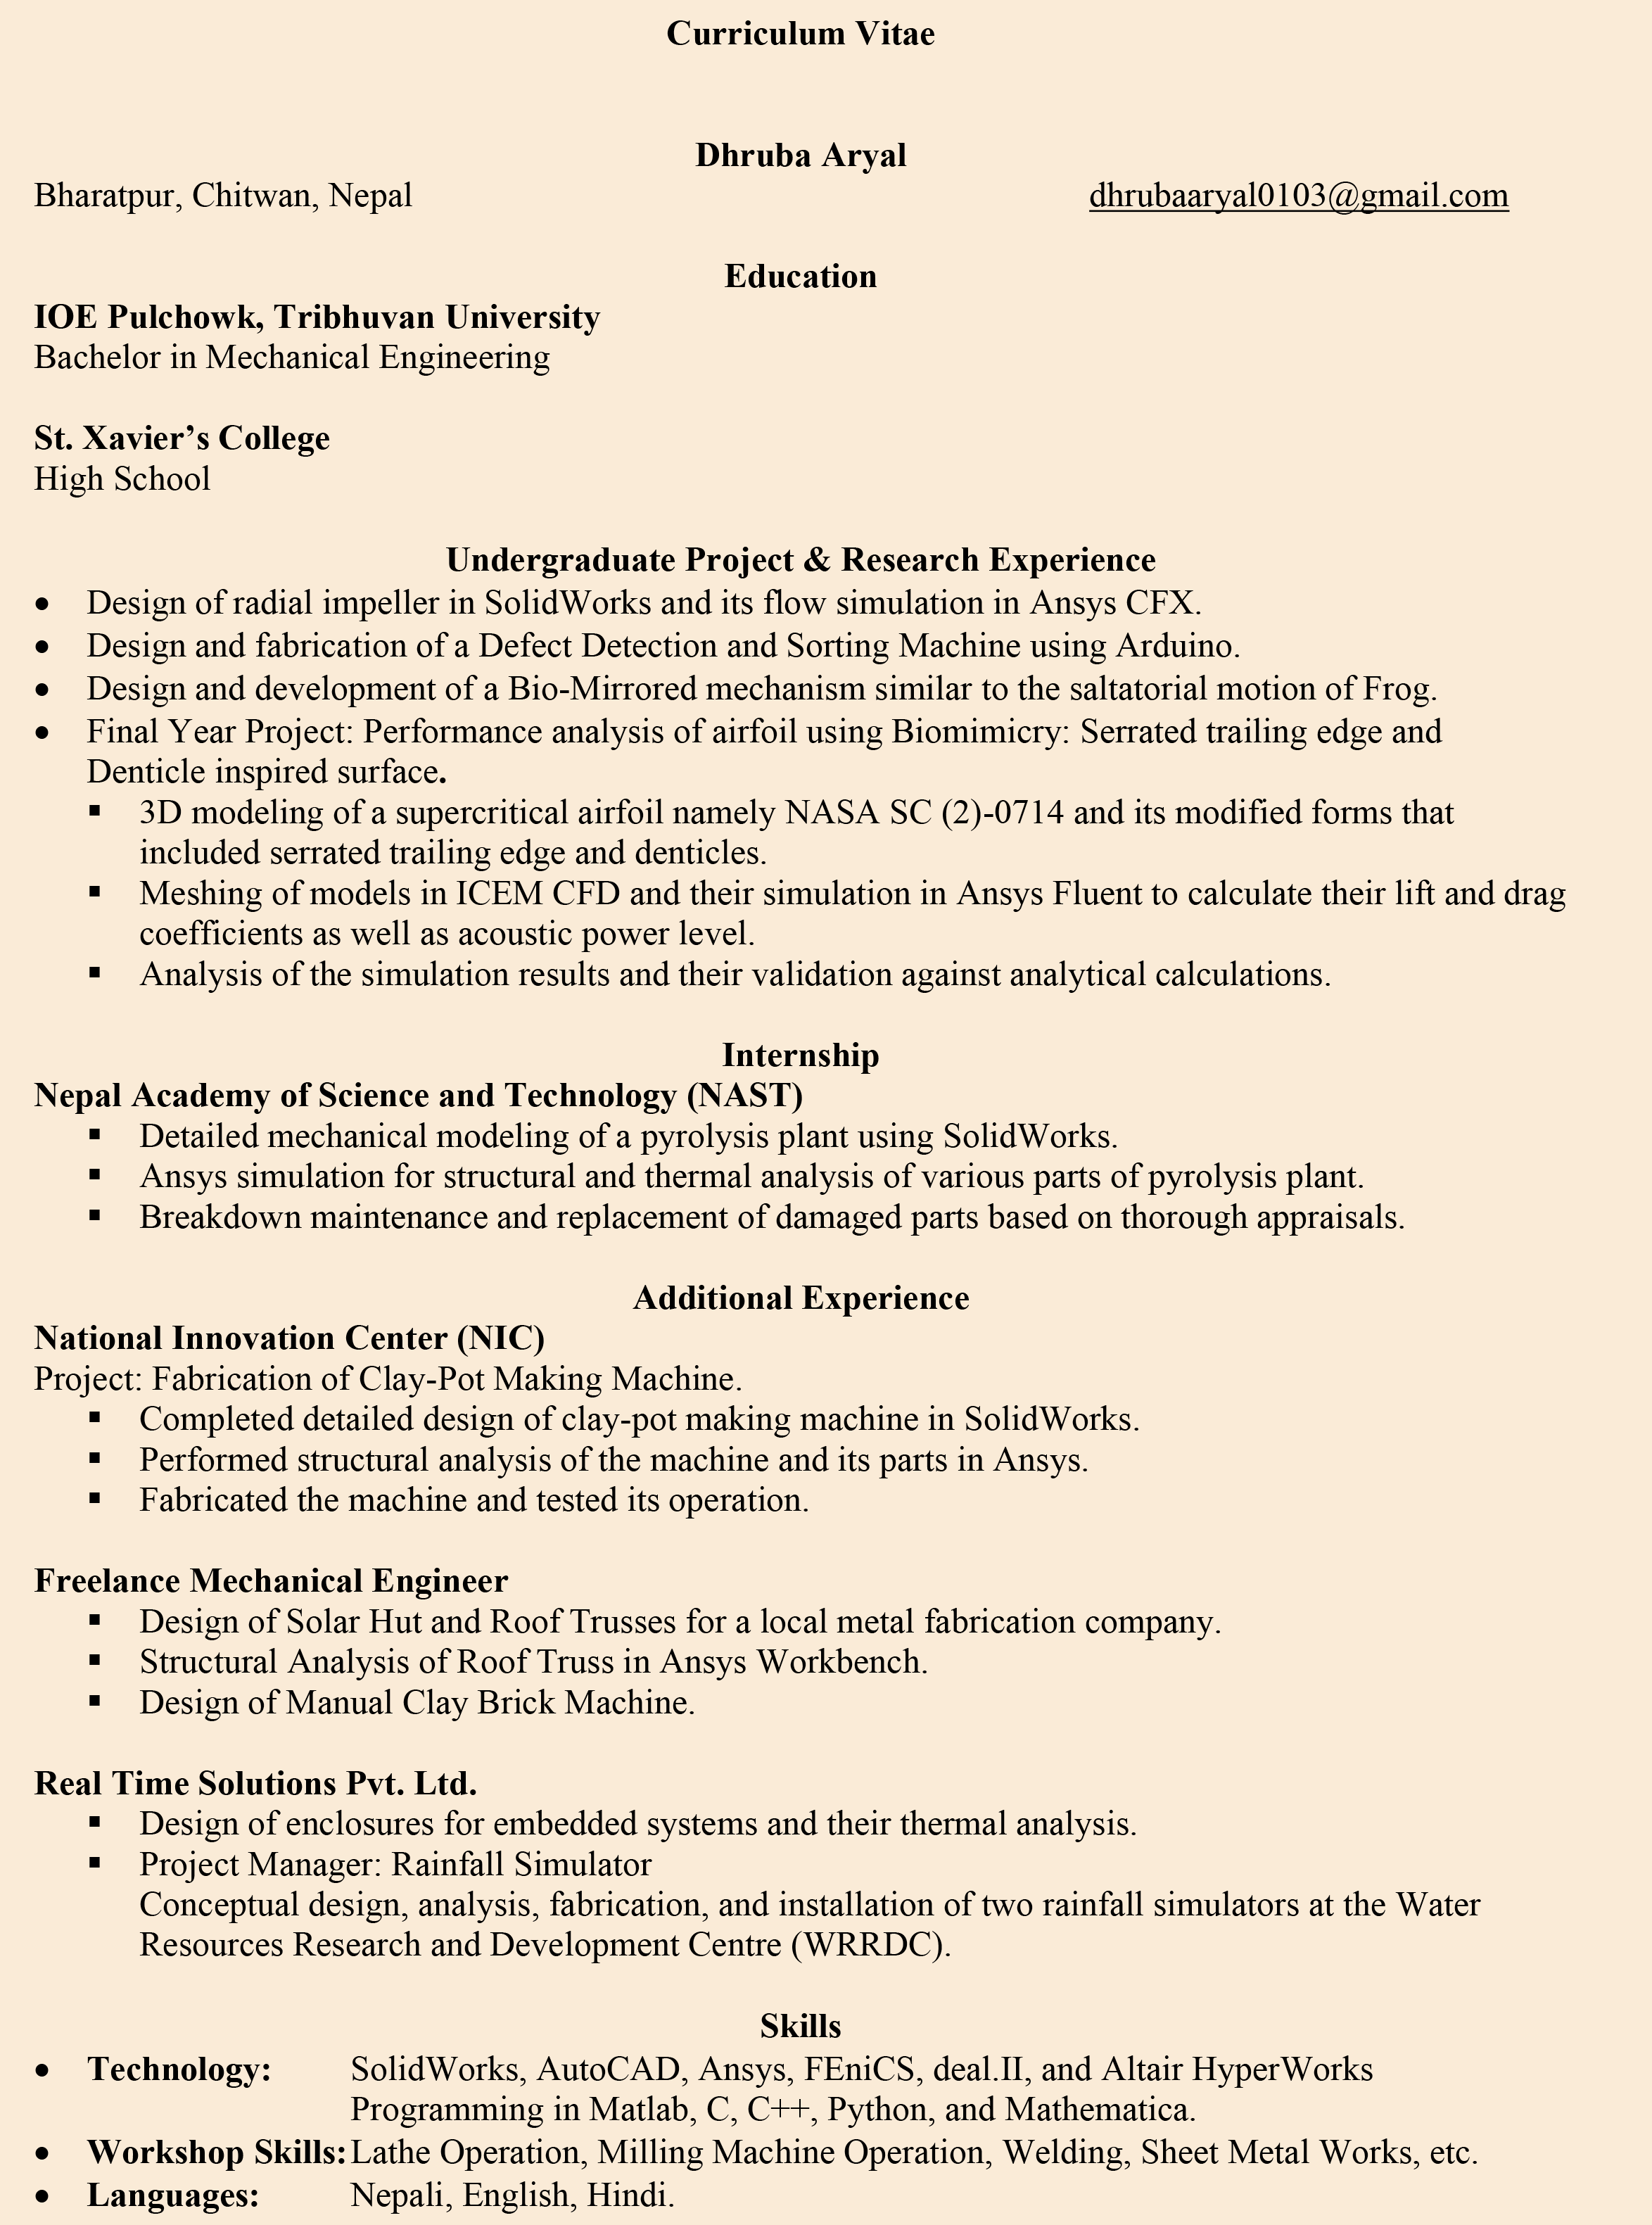 Curriculum Vitae
Dhruba Aryal
Bharatpur, Chitwan, Nepal dhrubaaryal0103@gmail.com
Education
IOE Pulchowk, Tribhuvan University
Bachelor in Mechanical Engineering
St. Xavier’s College
High School
Undergraduate Project & Research Experience
• Design of radial impeller in SolidWorks and its flow simulation in Ansys CFX.
• Design and fabrication of a Defect Detection and Sorting Machine using Arduino.
• Design and development of a Bio-Mirrored mechanism similar to the saltatorial motion of Frog.
• Final Year Project: Performance analysis of airfoil using Biomimicry: Serrated trailing edge and
Denticle inspired surface.
▪ 3D modeling of a supercritical airfoil namely NASA SC (2)-0714 and its modified forms that
included serrated trailing edge and denticles.
▪ Meshing of models in ICEM CFD and their simulation in Ansys Fluent to calculate their lift and drag
coefficients as well as acoustic power level.
▪ Analysis of the simulation results and their validation against analytical calculations.
Internship
Nepal Academy of Science and Technology (NAST)
▪ Detailed mechanical modeling of a pyrolysis plant using SolidWorks.
▪ Ansys simulation for structural and thermal analysis of various parts of pyrolysis plant.
▪ Breakdown maintenance and replacement of damaged parts based on thorough appraisals.
Additional Experience
National Innovation Center (NIC)
Project: Fabrication of Clay-Pot Making Machine.
▪ Completed detailed design of clay-pot making machine in SolidWorks.
▪ Performed structural analysis of the machine and its parts in Ansys.
▪ Fabricated the machine and tested its operation.
Freelance Mechanical Engineer
▪ Design of Solar Hut and Roof Trusses for a local metal fabrication company.
▪ Structural Analysis of Roof Truss in Ansys Workbench.
▪ Design of Manual Clay Brick Machine.
Real Time Solutions Pvt. Ltd.
▪ Design of enclosures for embedded systems and their thermal analysis.
▪ Project Manager: Rainfall Simulator
Conceptual design, analysis, fabrication, and installation of two rainfall simulators at the Water
Resources Research and Development Centre (WRRDC).
Skills
• Technology: SolidWorks, AutoCAD, Ansys, FEniCS, deal.II, and Altair HyperWorks
Programming in Matlab, C, C++, Python, and Mathematica.
• Workshop Skills: Lathe Operation, Milling Machine Operation, Welding, Sheet Metal Works, etc.
• Languages: Nepali, English, Hindi.